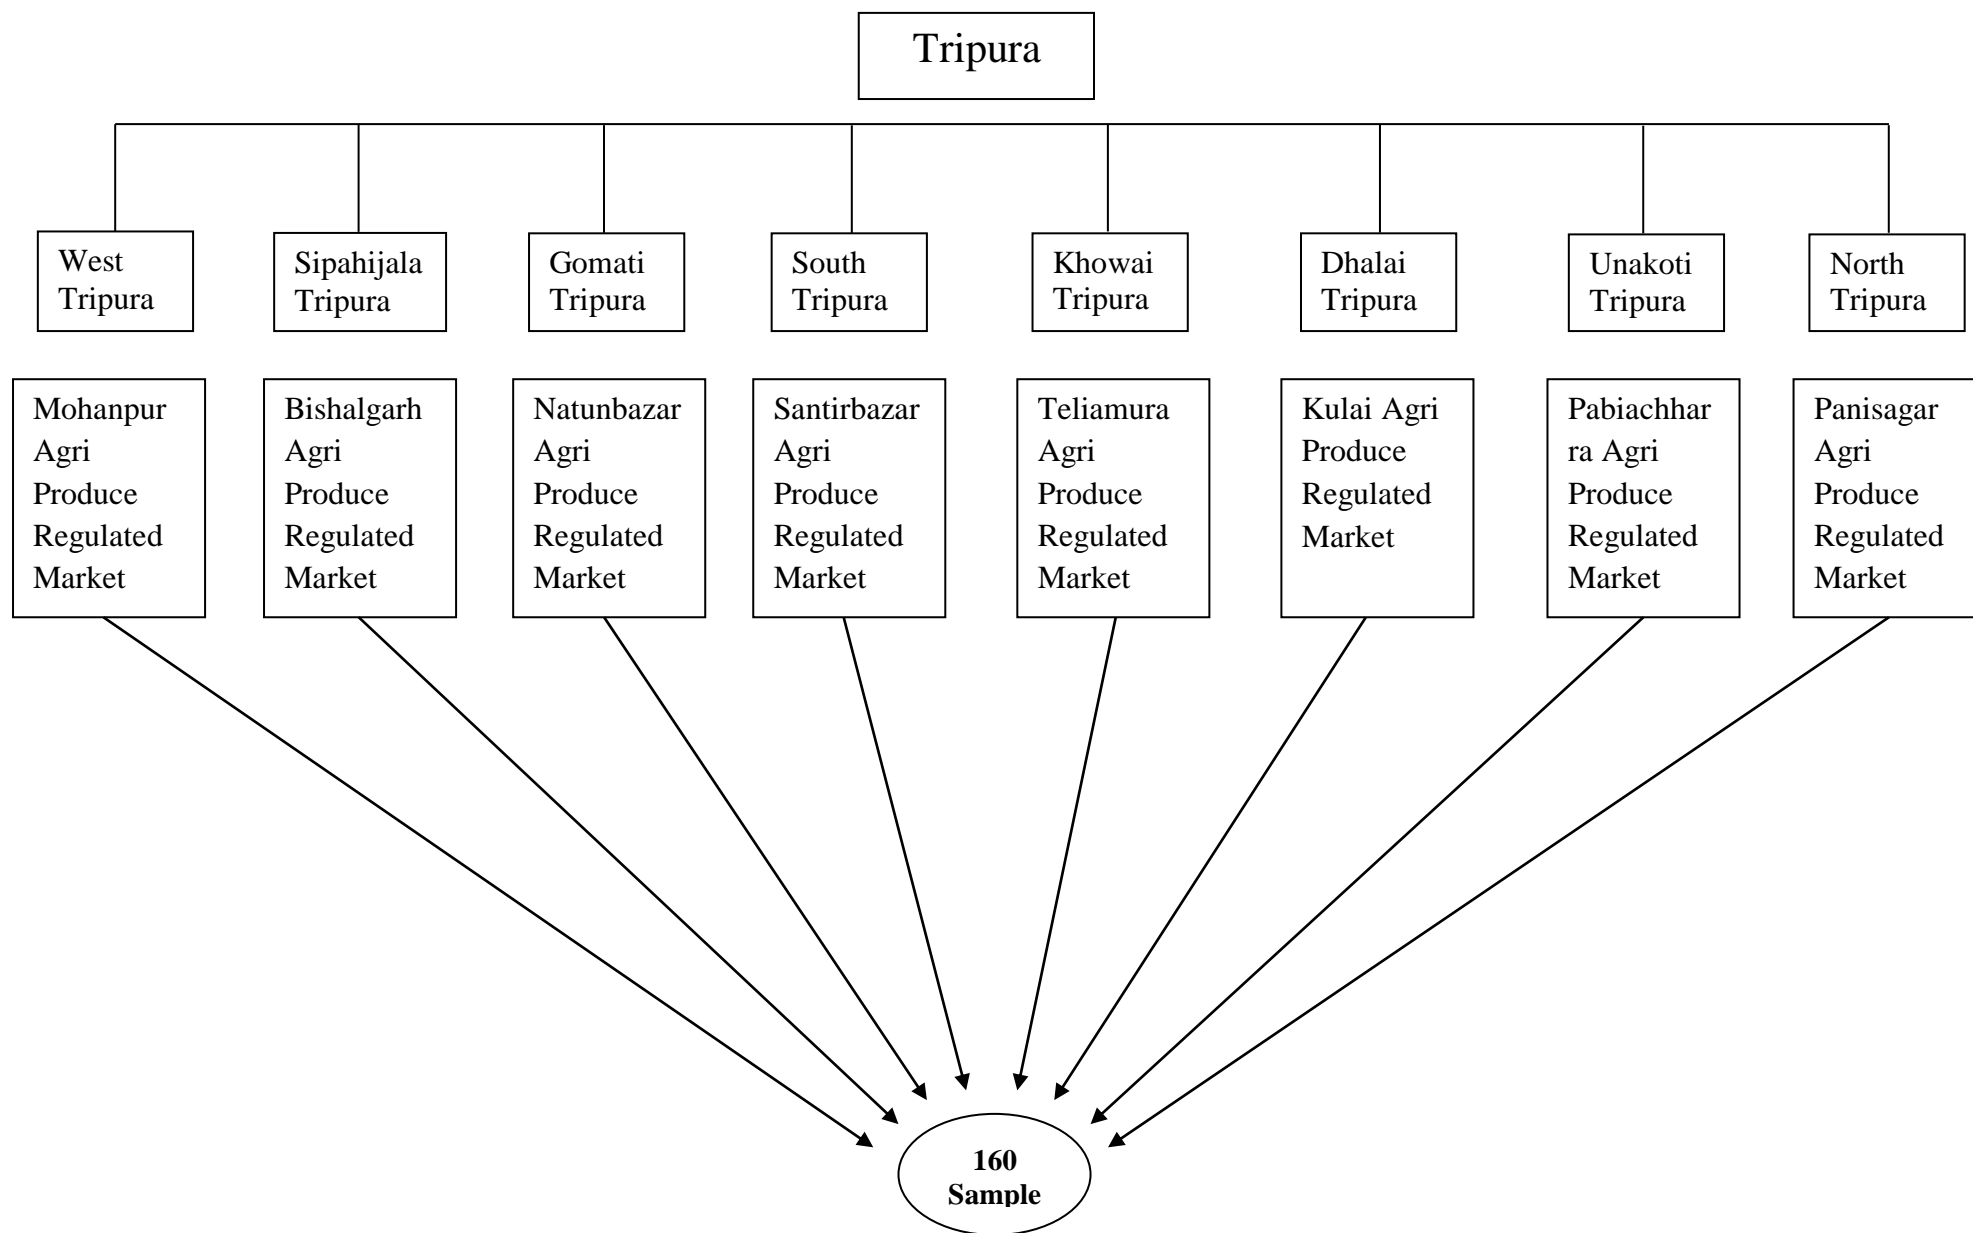 Tripura
West
Tripura
Sipahijala
Tripura
Gomati
Tripura
South
Tripura
Khowai
Tripura
Dhalai
Tripura
Unakoti
Tripura
North
Tripura
Mohanpur
Agri
Produce
Regulated
Market
Bishalgarh
Agri
Produce
Regulated
Market
Natunbazar
Agri
Produce
Regulated
Market
Santirbazar
Agri
Produce
Regulated
Market
Teliamura
Agri
Produce
Regulated
Market
Kulai Agri
Produce
Regulated
Market
Pabiachhar
ra Agri
Produce
Regulated
Market
Panisagar
Agri
Produce
Regulated
Market
160
Sample